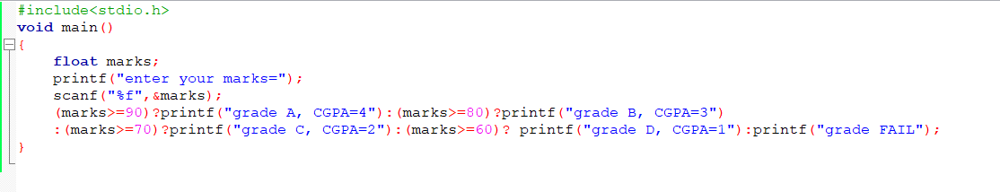 #include<stdio.h>
void main()
{
    float marks;
    printf("enter your marks=");
    scanf("%f",&marks);
    (marks>=90)?printf("grade A, CGPA=4"):(marks>=80)?printf("grade B, CGPA=3")
    :(marks>=70)?printf("grade C, CGPA=2"):(marks>=60)? printf("grade D, CGPA=1"):printf("grade FAIL");
}